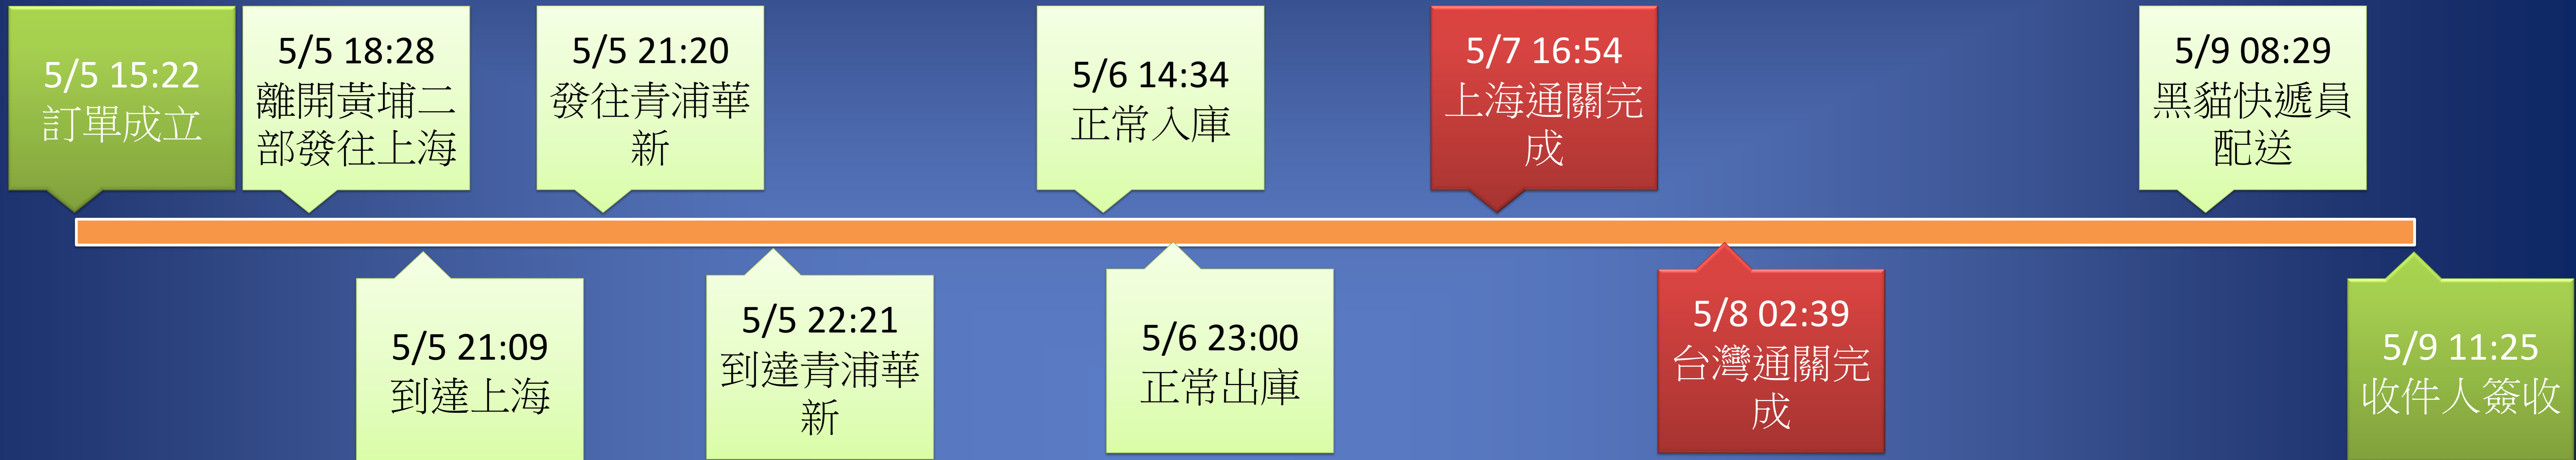 5/5 15:22
訂單成立
5/5 18:28
離開黃埔二
部發往上海
5/5 21:20
發往青浦華
新
5/6 14:34
正常入庫
5/7 16:54
上海通關完
成
5/9 08:29
黑貓快遞員
配送
5/5 21:09
到達上海
5/5 22:21
到達青浦華
新
5/6 23:00
正常出庫
5/8 02:39
台灣通關完
成
5/9 11:25
收件人簽收